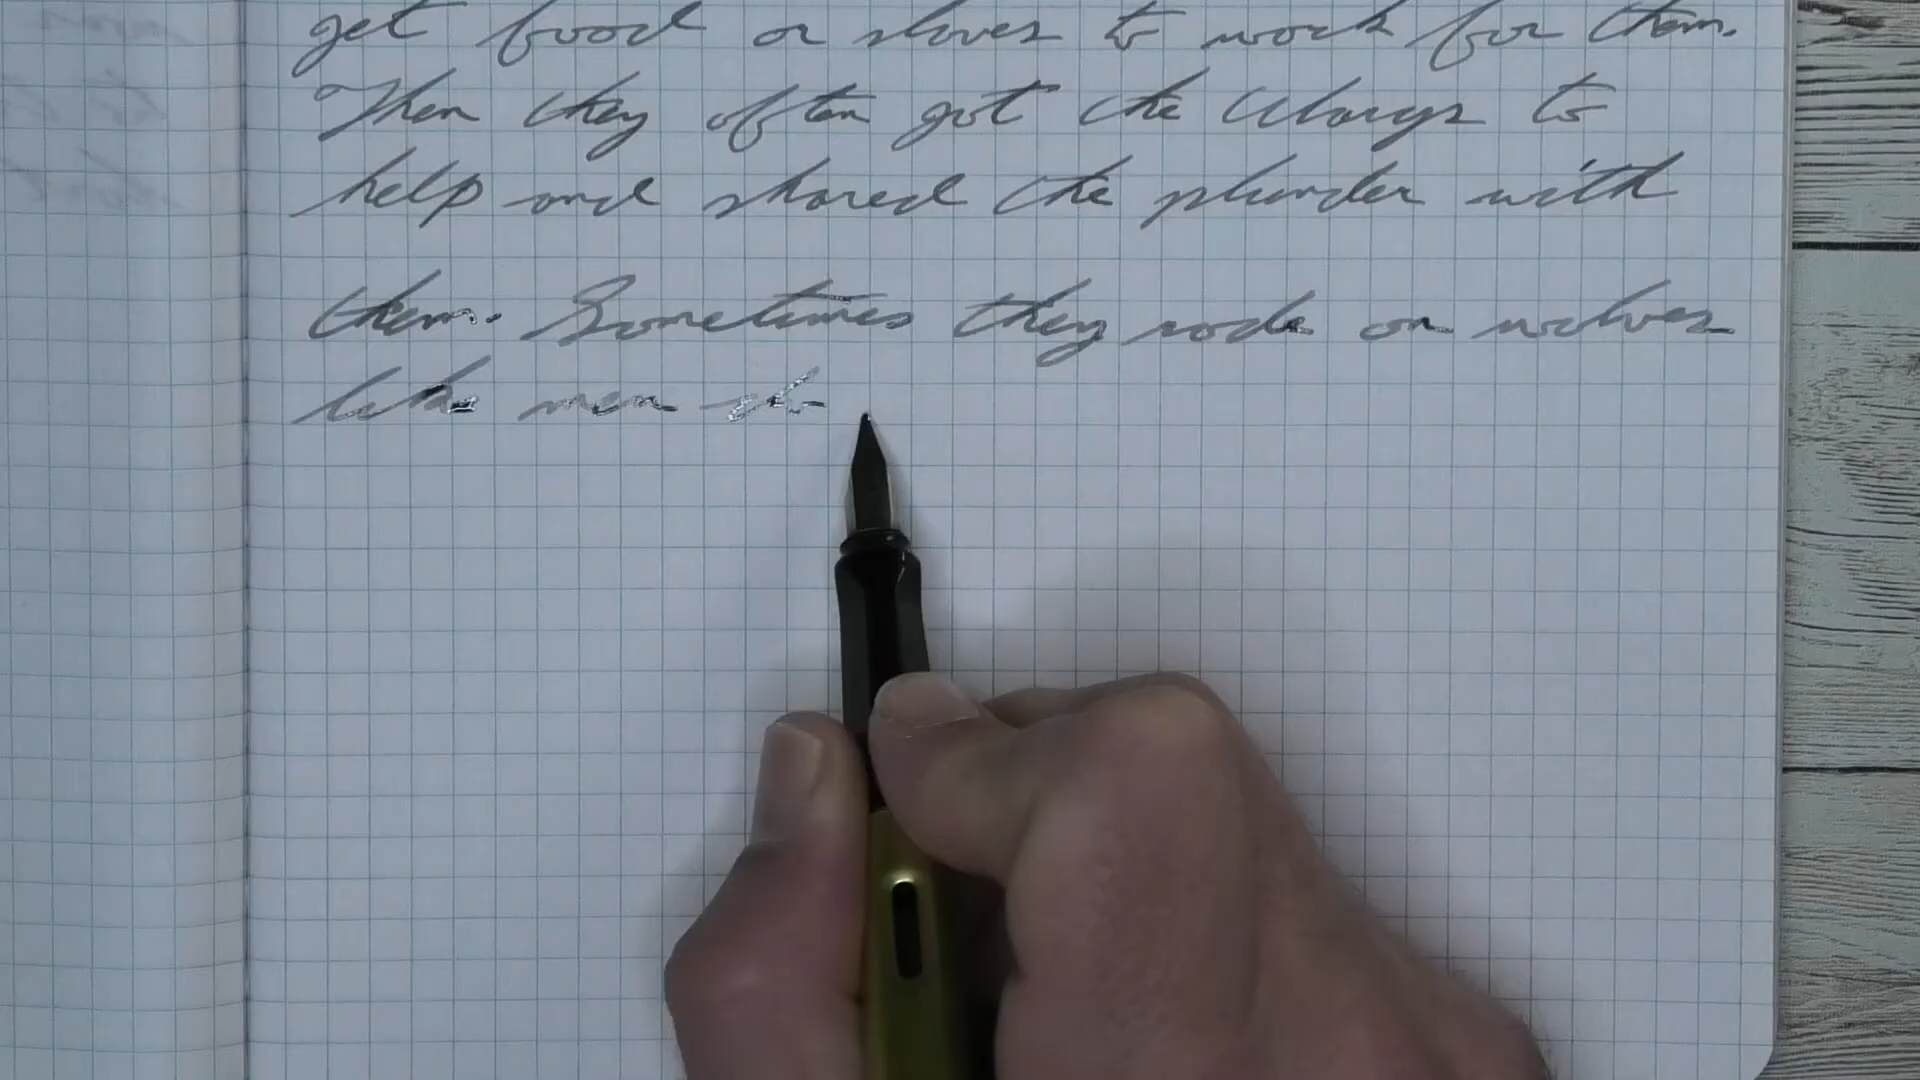 get food or slaves to work for them.
Then they often got the Wargs to
help and shared the plunder with
them. Sometimes they rode on wolves
like men do